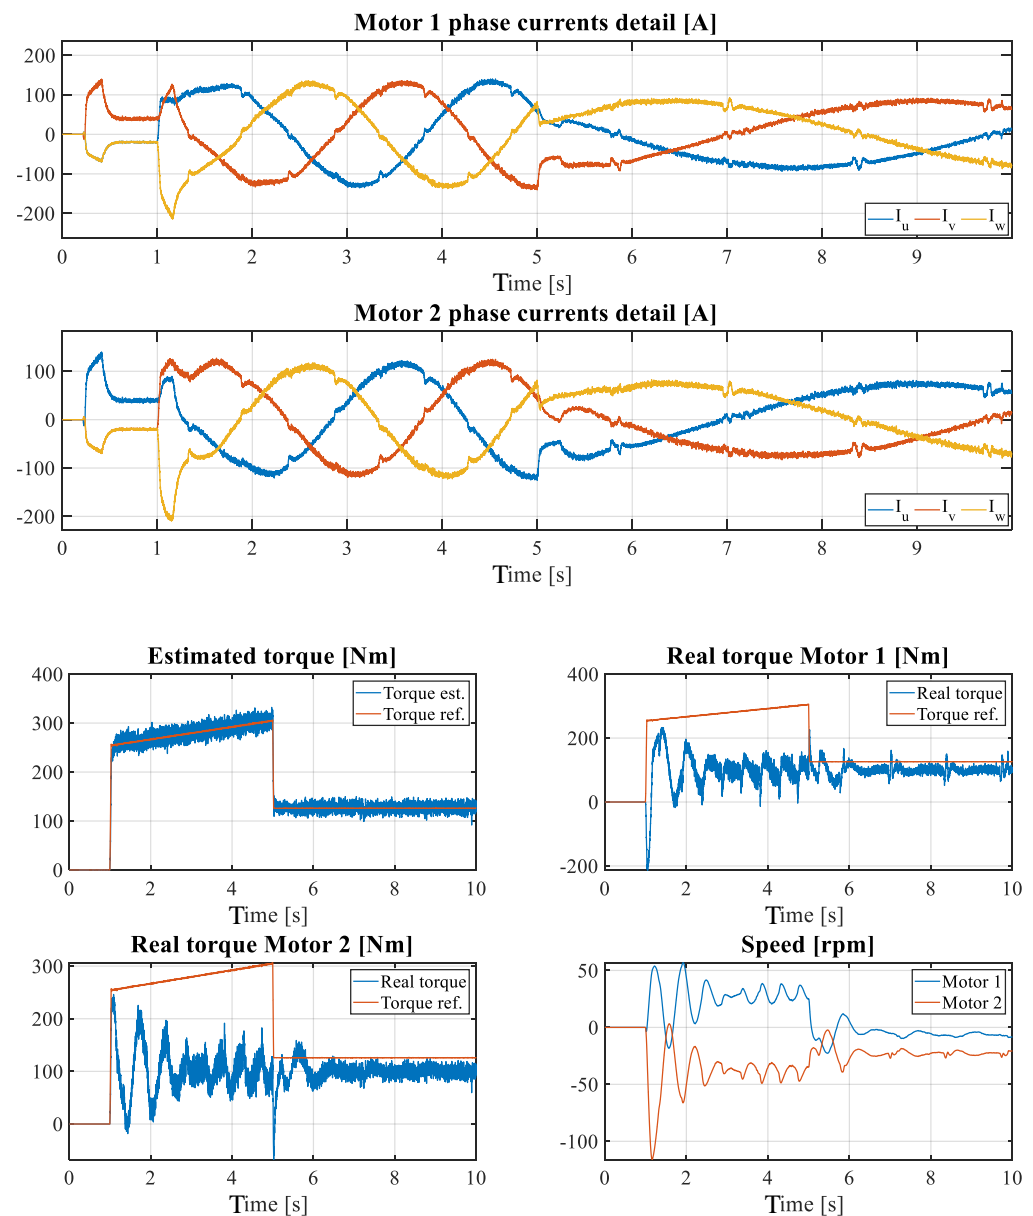 Motor 1 phase currents detail [A]
200
100
0
-100
-200
I_u I_v I_w
0 1 2 3 4 5 6 7 8 9
Time [s]
Motor 2 phase currents detail [A]
100
0
-100
-200
I_u I_v I_w
0 1 2 3 4 5 6 7 8 9
Time [s]
Estimated torque [Nm]
400
300
200
100
0
Torque est.
Torque ref.
0 2 4 6 8 10
Time [s]
Real torque Motor 1 [Nm]
400
200
0
-200
Real torque
Torque ref.
0 2 4 6 8 10
Time [s]
Real torque Motor 2 [Nm]
300
200
100
0
Real torque
Torque ref.
0 2 4 6 8 10
Time [s]
Speed [rpm]
50
0
-50
-100
Motor 1
Motor 2
0 2 4 6 8 10
Time [s]